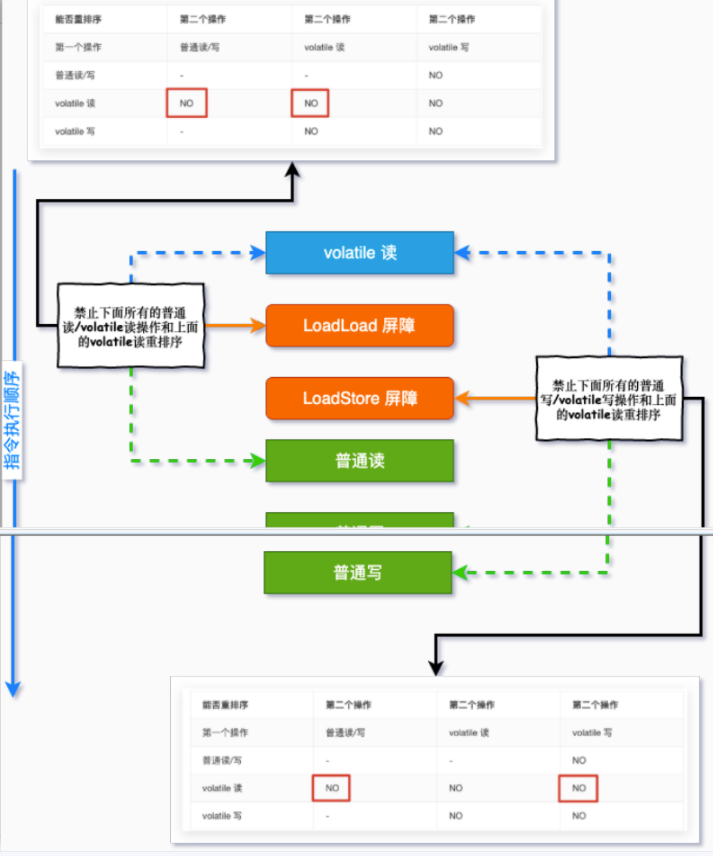 能否重排序 第二个操作 第二个操作 第二个操作
第一个操作 普通读/写 volatile 读 volatile 写
普通读/写 - - NO
volatile 读 NO NO NO
volatile 写 - NO NO
volatile 读
禁止下面所有的普通
读/volatile读操作和上面
的volatile读重排序
LoadLoad 屏障
LoadStore 屏障
禁止下面所有的普通
写/volatile写操作和上面
的volatile读重排序
指令执行顺序
普通读
普通写
能否重排序 第二个操作 第二个操作 第二个操作
第一个操作 普通读/写 volatile 读 volatile 写
普通读/写 - - NO
volatile 读 NO NO NO
volatile 写 - NO NO